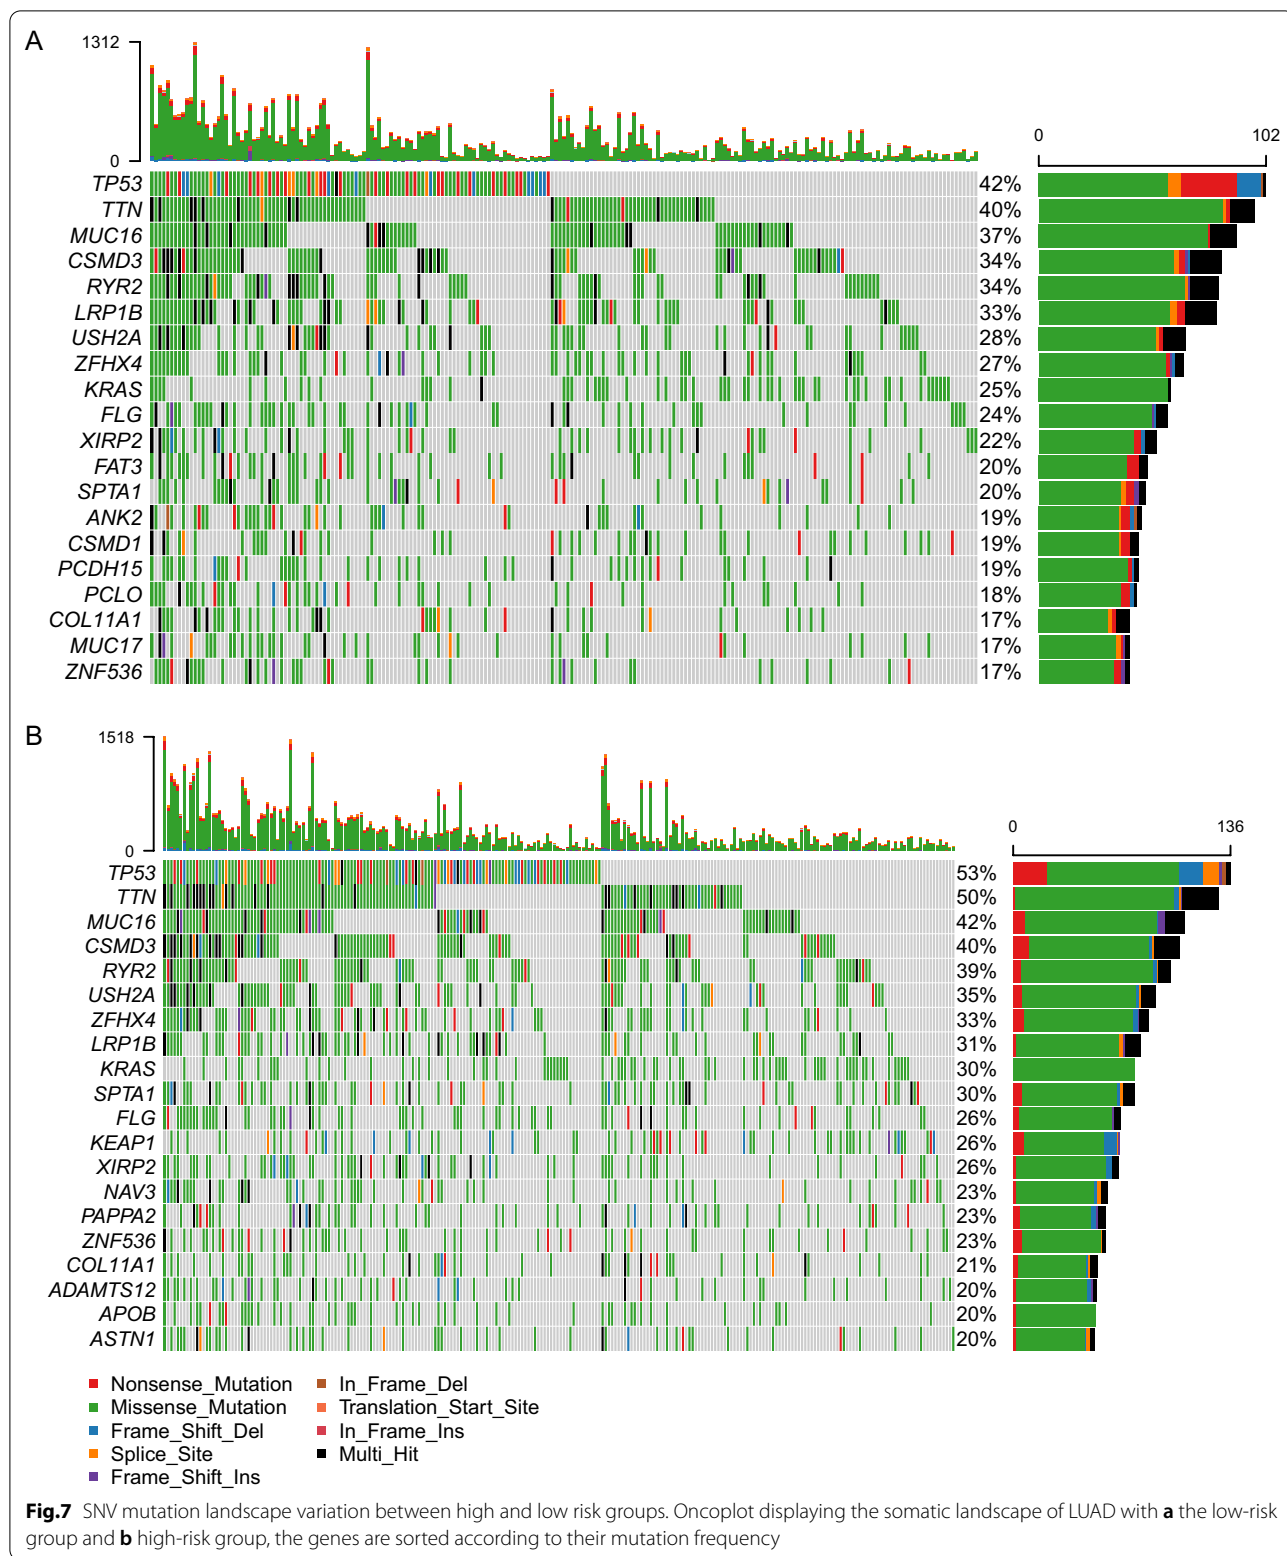 A
1312
0
0 102
TP53 42%
TTN 40%
MUC16 37%
CSMD3 34%
RYR2 34%
LRP1B 33%
USH2A 28%
ZFHX4 27%
KRAS 25%
FLG 24%
XIRP2 22%
FAT3 20%
SPTA1 20%
ANK2 19%
CSMD1 19%
PCDH15 19%
PCLO 18%
COL11A1 17%
MUC17 17%
ZNF536 17%
B
1518
0
0 136
TP53 53%
TTN 50%
MUC16 42%
CSMD3 40%
RYR2 39%
USH2A 35%
ZFHX4 33%
LRP1B 31%
KRAS 30%
SPTA1 30%
FLG 26%
KEAP1 26%
XIRP2 26%
NAV3 23%
PAPPA2 23%
ZNF536 23%
COL11A1 21%
ADAMTS12 20%
APOB 20%
ASTN1 20%
Nonsense_Mutation In_Frame_Del
Missense_Mutation Translation_Start_Site
Frame_Shift_Del In_Frame_Ins
Splice_Site Multi_Hit
Frame_Shift_Ins
Fig.7 SNV mutation landscape variation between high and low risk groups. Oncoplot displaying the somatic landscape of LUAD with a the low-risk
group and b high-risk group, the genes are sorted according to their mutation frequency